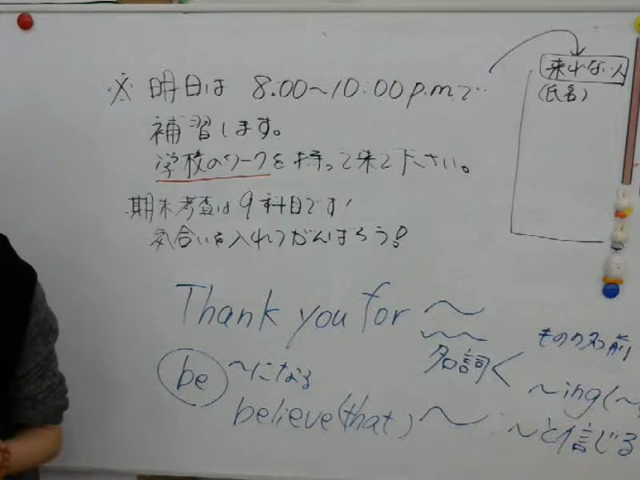 ※ 明日は 8:00～10:00 p.m.で
補習します。
学校のワークを持って来て下さい。
期末考査は9科目です!
気合いを入れてがんばろう!
来れない人
(氏名)
Thank you for ～
名詞<
ものの名前
～ing(～
be ～になる
believe(that) ～ ～と信じる